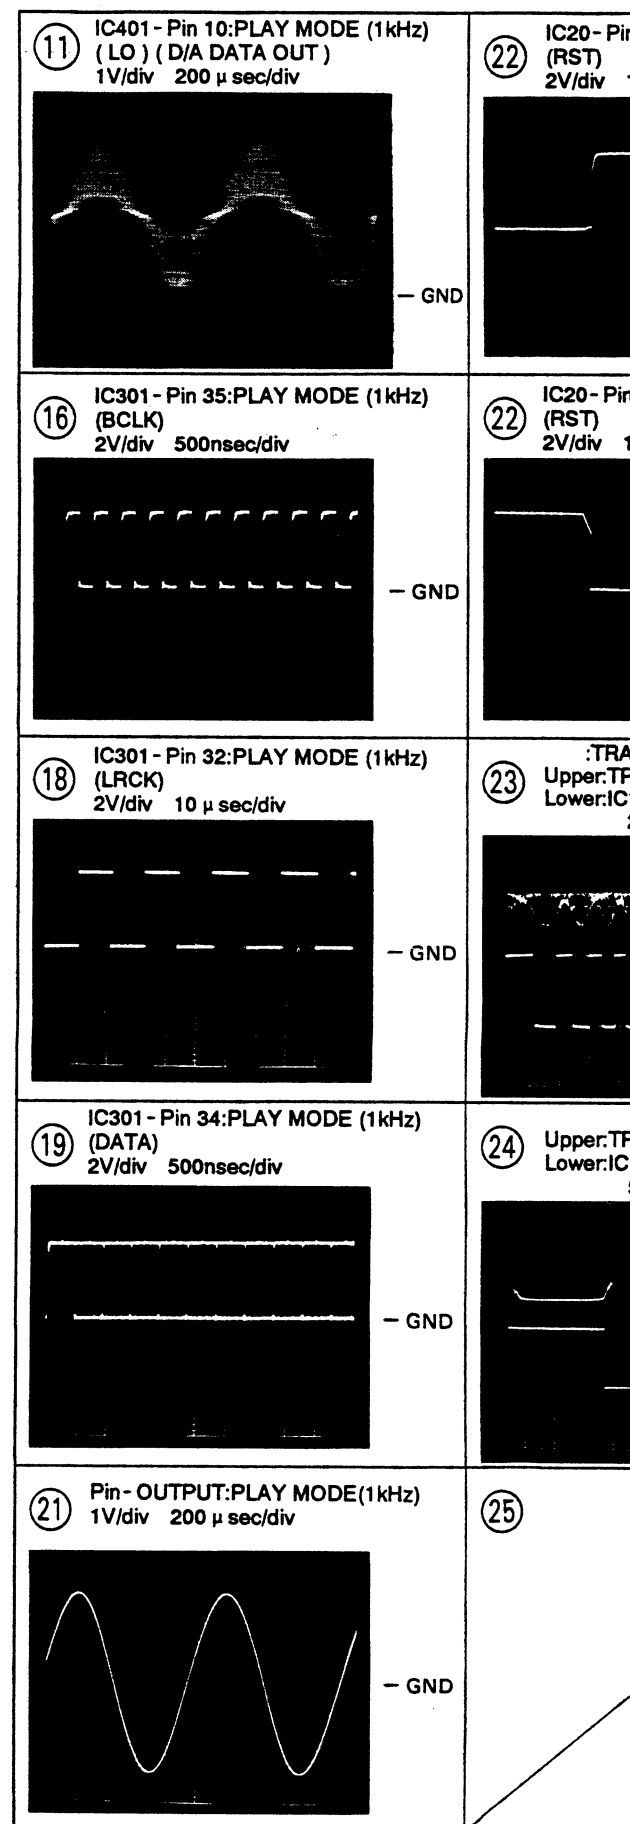 11
IC401 - Pin 10:PLAY MODE (1kHz)
( LO ) ( D/A DATA OUT )
1V/div 200 μ sec/div
– GND
16
IC301 - Pin 35:PLAY MODE (1kHz)
(BCLK)
2V/div 500nsec/div
– GND
18
IC301 - Pin 32:PLAY MODE (1kHz)
(LRCK)
2V/div 10 μ sec/div
– GND
19
IC301 - Pin 34:PLAY MODE (1kHz)
(DATA)
2V/div 500nsec/div
– GND
21
Pin - OUTPUT:PLAY MODE(1kHz)
1V/div 200 μ sec/div
– GND
22
IC20 - Pin
(RST)
2V/div
22
IC20 - Pin
(RST)
2V/div 1
23
:TRA
Upper:TP
Lower:IC
24
Upper:TP
Lower:IC
25